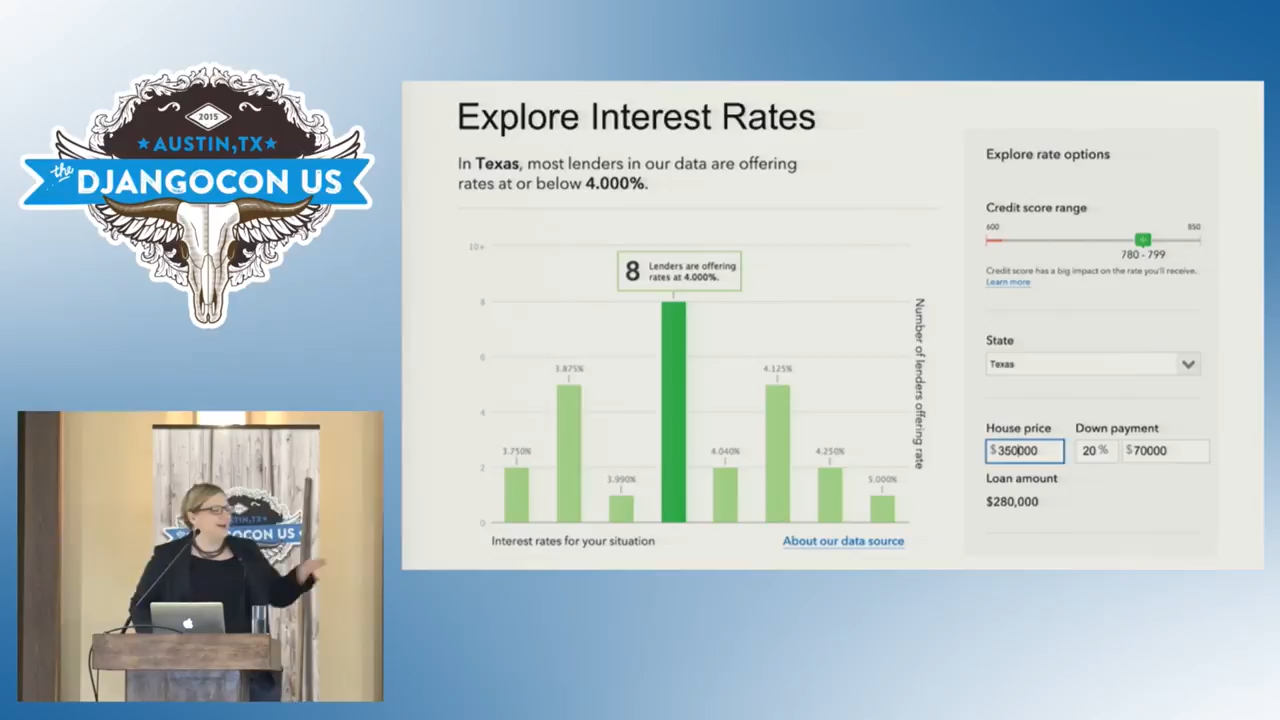 2015
AUSTIN, TX
the
DJANGOCON US
Explore Interest Rates
In Texas, most lenders in our data are offering
rates at or below 4.000%.
10+
8
6
4
2
0
8 Lenders are offering
rates at 4.000%.
3.750%
3.875%
3.990%
4.040%
4.125%
4.250%
5.000%
Number of lenders offering rate
Interest rates for your situation
About our data source
Explore rate options
Credit score range
600 850
780 - 799
Credit score has a big impact on the rate you'll receive.
Learn more
State
Texas
House price Down payment
$ 350000 20 % $ 70000
Loan amount
$280,000
TIN, TX
DJANGOCON US